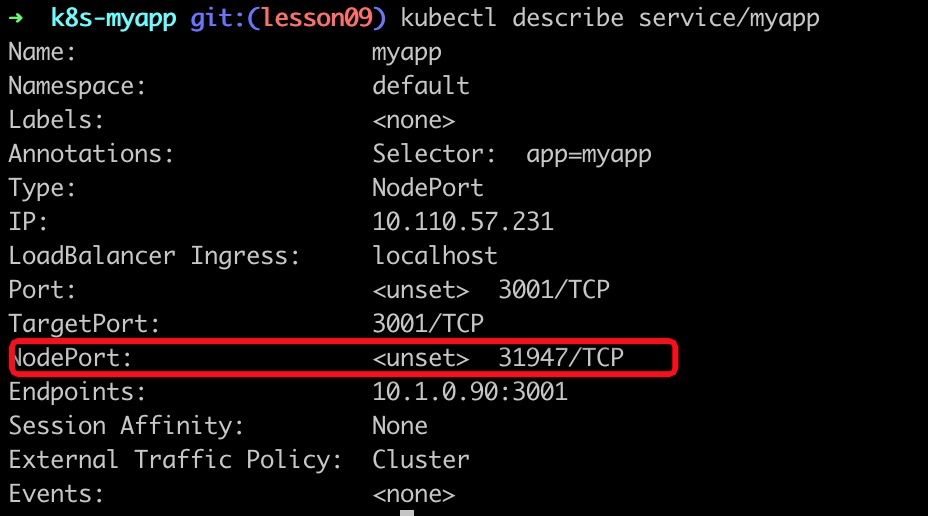 → k8s-myapp git:(lesson09) kubectl describe service/myapp
Name: myapp
Namespace: default
Labels: <none>
Annotations: Selector: app=myapp
Type: NodePort
IP: 10.110.57.231
LoadBalancer Ingress: localhost
Port: <unset> 3001/TCP
TargetPort: 3001/TCP
NodePort: <unset> 31947/TCP
Endpoints: 10.1.0.90:3001
Session Affinity: None
External Traffic Policy: Cluster
Events: <none>